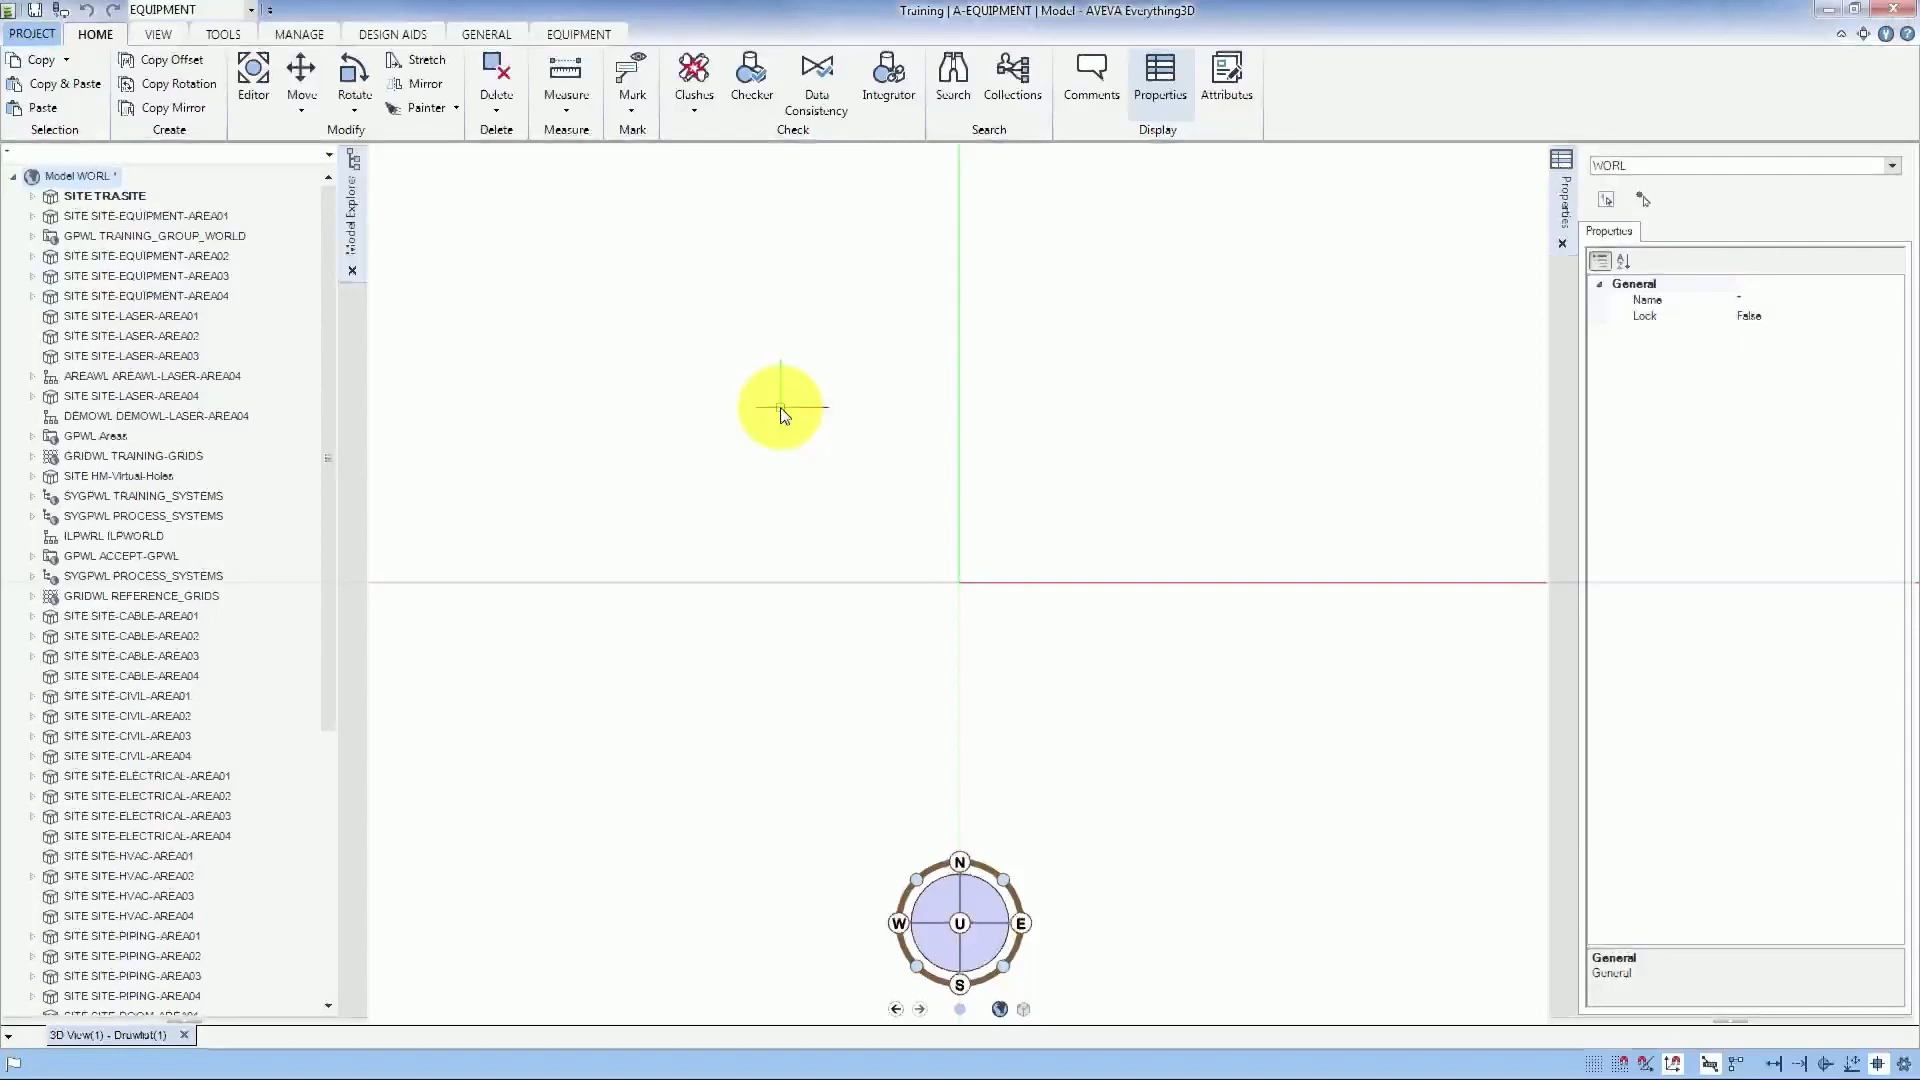 EQUIPMENT
Training | A-EQUIPMENT | Model - AVEVA Everything3D
PROJECT HOME VIEW TOOLS MANAGE DESIGN AIDS GENERAL EQUIPMENT
Copy
Copy & Paste
Paste
Selection
Copy Offset
Copy Rotation
Copy Mirror
Create
Editor Move Rotate
Stretch
Mirror
Painter
Modify
Delete
Delete
Measure
Measure
Mark
Mark
Clashes Checker Data Consistency Integrator
Check
Search Collections
Search
Comments Properties Attributes
Display
Model WORL *
SITE TRA.SITE
SITE SITE-EQUIPMENT-AREA01
GPWL TRAINING_GROUP_WORLD
SITE SITE-EQUIPMENT-AREA02
SITE SITE-EQUIPMENT-AREA03
SITE SITE-EQUIPMENT-AREA04
SITE SITE-LASER-AREA01
SITE SITE-LASER-AREA02
SITE SITE-LASER-AREA03
AREAWL AREAWL-LASER-AREA04
SITE SITE-LASER-AREA04
DEMOWL DEMOWL-LASER-AREA04
GPWL Areas
GRIDWL TRAINING-GRIDS
SITE HM-Virtual-Holes
SYGPWL TRAINING_SYSTEMS
SYGPWL PROCESS_SYSTEMS
ILPWRL ILPWORLD
GPWL ACCEPT-GPWL
SYGPWL PROCESS_SYSTEMS
GRIDWL REFERENCE_GRIDS
SITE SITE-CABLE-AREA01
SITE SITE-CABLE-AREA02
SITE SITE-CABLE-AREA03
SITE SITE-CABLE-AREA04
SITE SITE-CIVIL-AREA01
SITE SITE-CIVIL-AREA02
SITE SITE-CIVIL-AREA03
SITE SITE-CIVIL-AREA04
SITE SITE-ELECTRICAL-AREA01
SITE SITE-ELECTRICAL-AREA02
SITE SITE-ELECTRICAL-AREA03
SITE SITE-ELECTRICAL-AREA04
SITE SITE-HVAC-AREA01
SITE SITE-HVAC-AREA02
SITE SITE-HVAC-AREA03
SITE SITE-HVAC-AREA04
SITE SITE-PIPING-AREA01
SITE SITE-PIPING-AREA02
SITE SITE-PIPING-AREA03
SITE SITE-PIPING-AREA04
Model Explorer
N
W U E
S
Properties
WORL
Properties
General
Name
Lock False
General
General
3D View(1) - Drawlist(1)